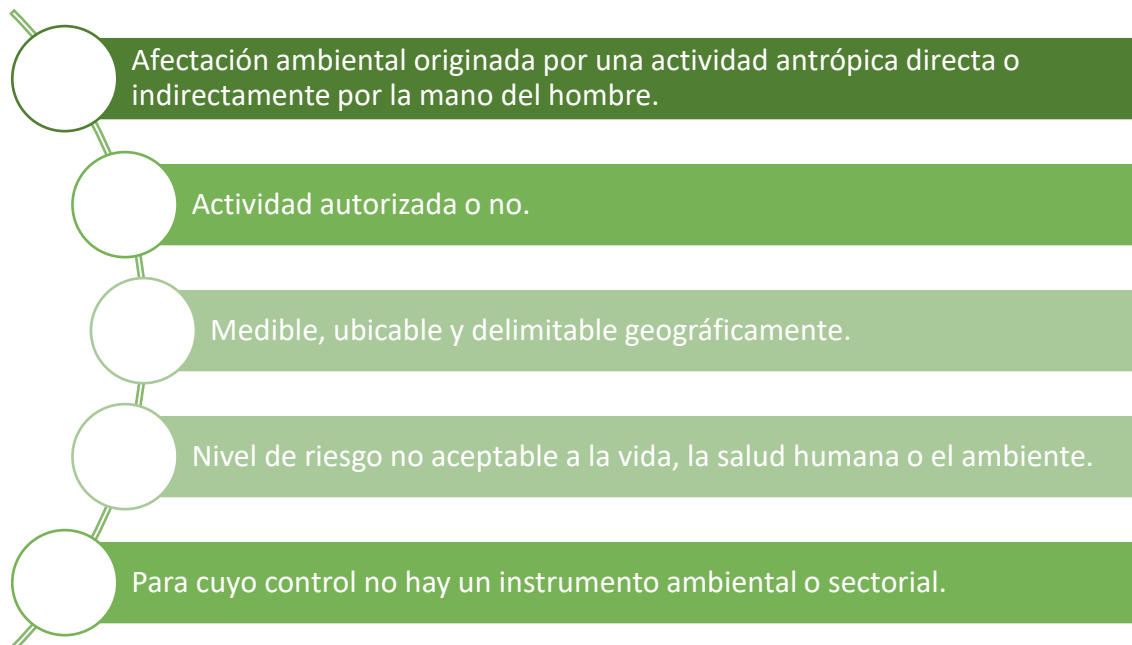 Afectación ambiental originada por una actividad antrópica directa o
indirectamente por la mano del hombre.
Actividad autorizada o no.
Medible, ubicable y delimitable geográficamente.
Nivel de riesgo no aceptable a la vida, la salud humana o el ambiente.
Para cuyo control no hay un instrumento ambiental o sectorial.